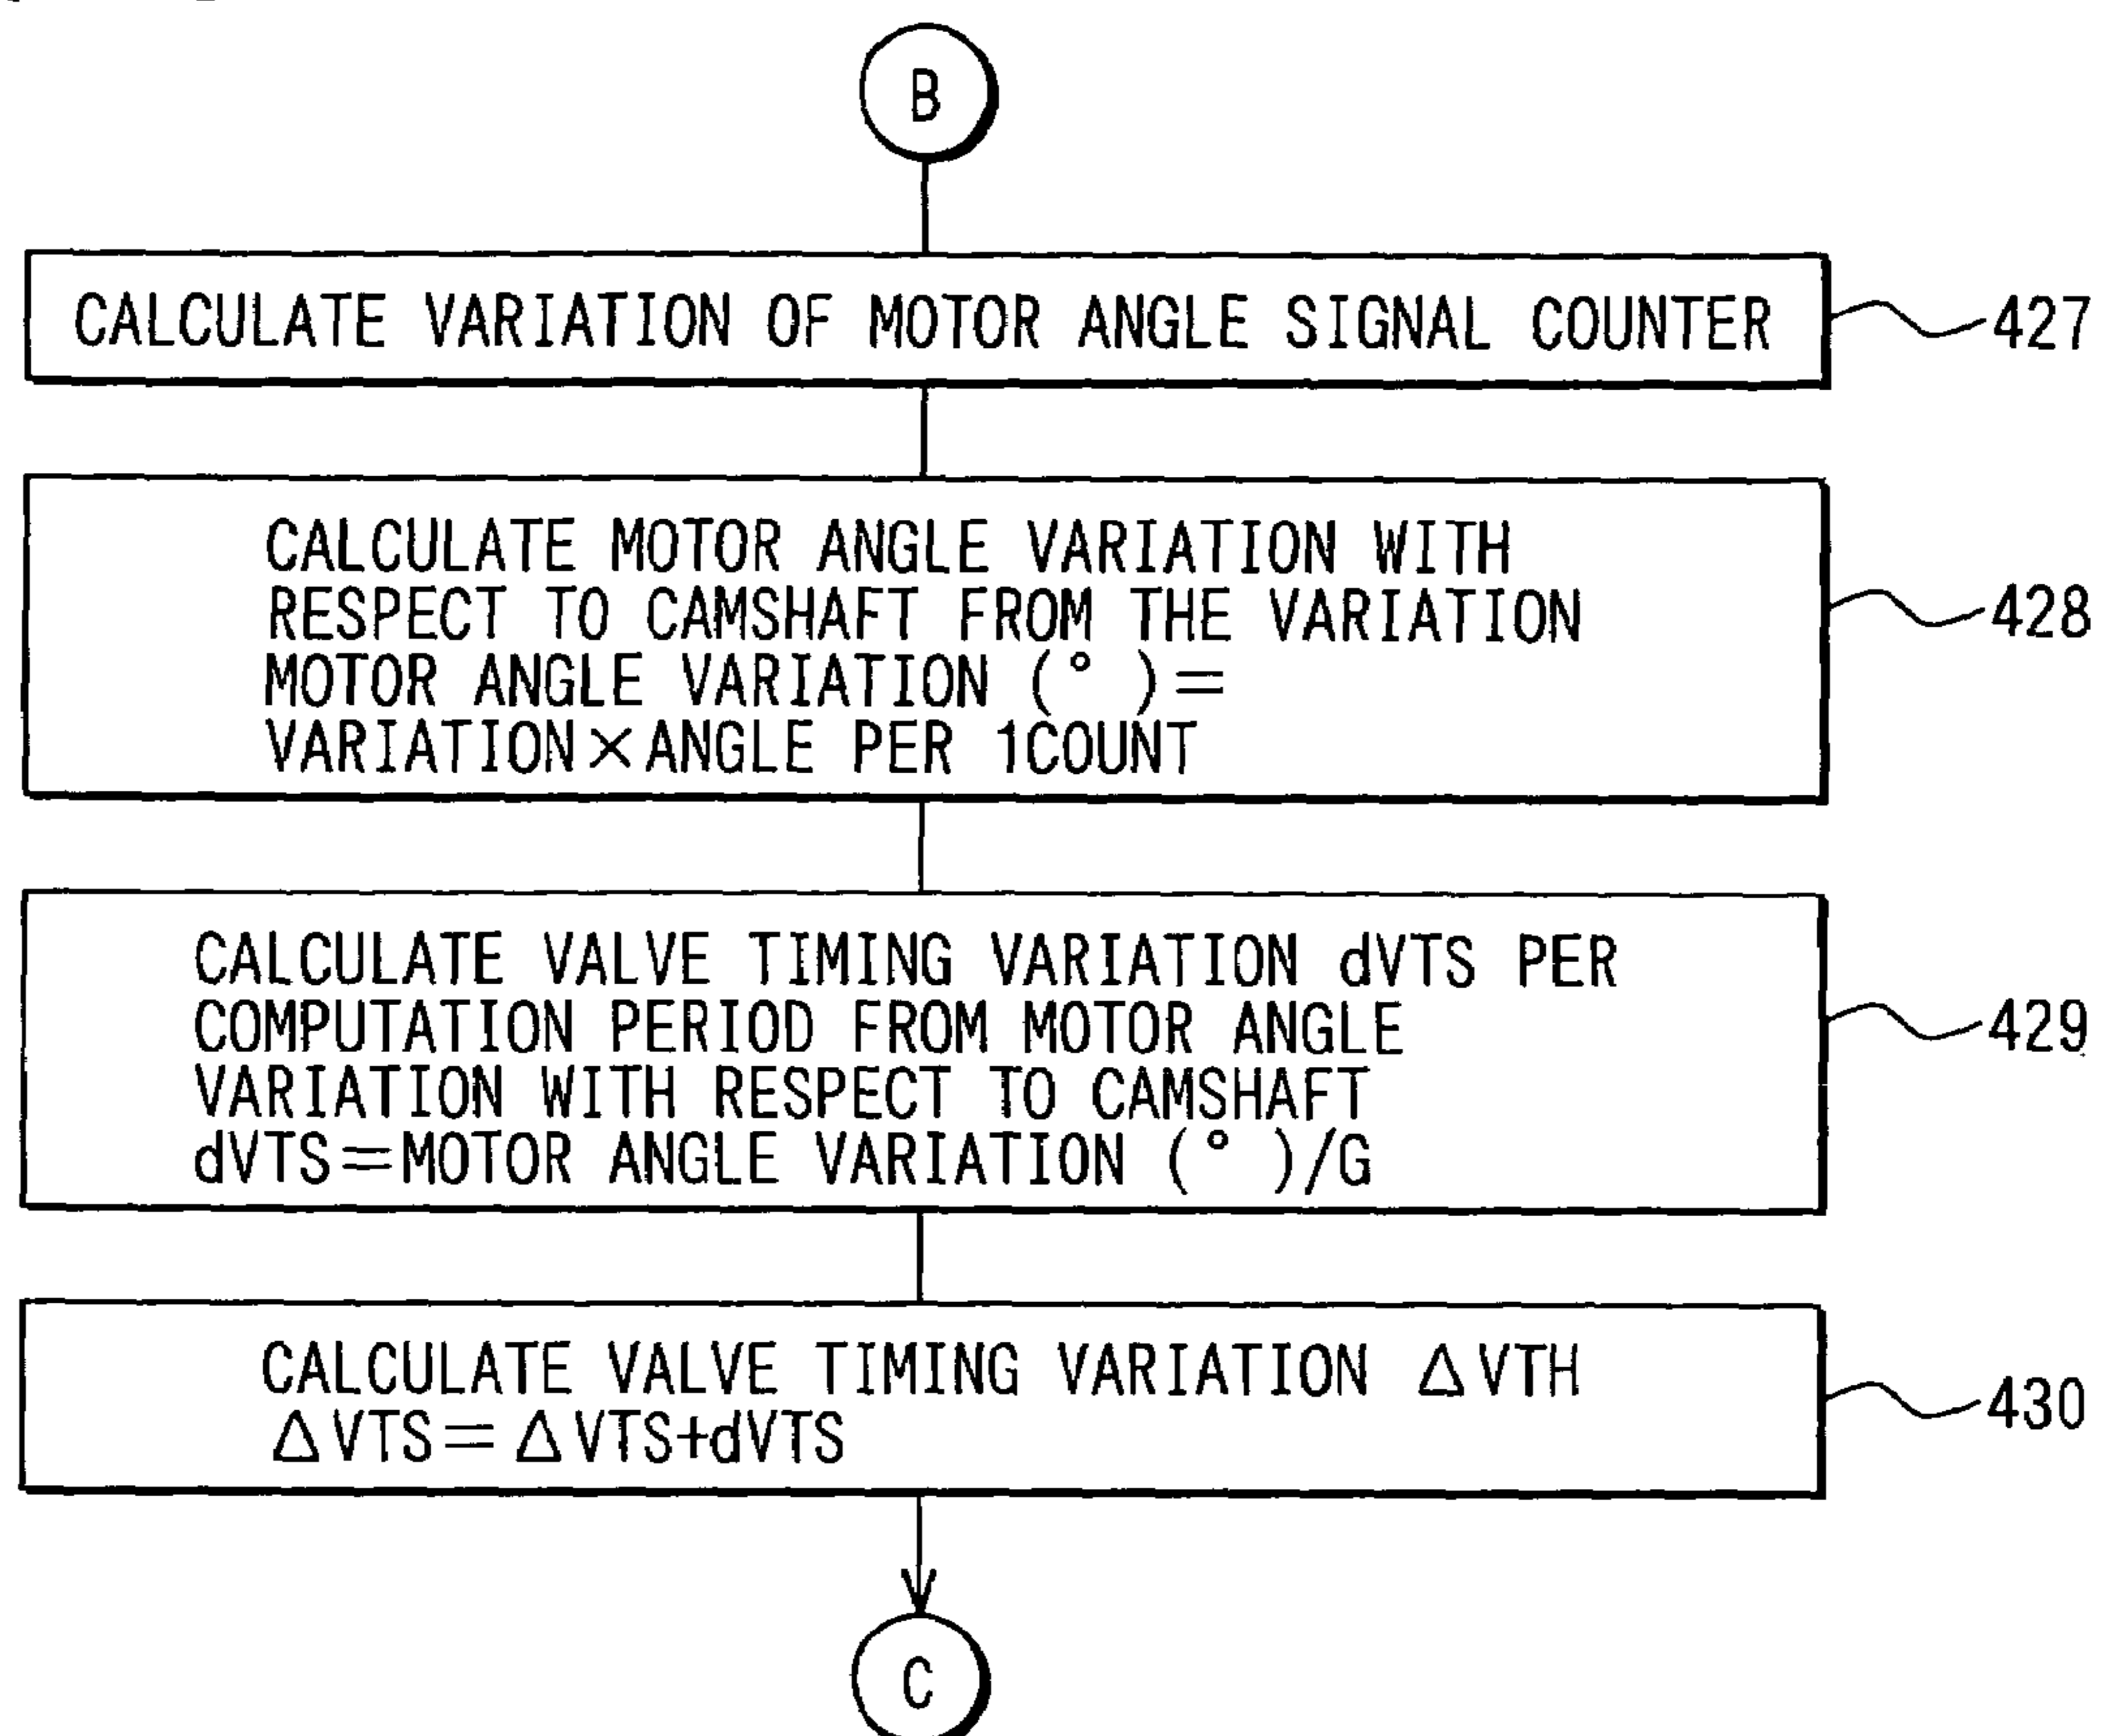 B
CALCULATE VARIATION OF MOTOR ANGLE SIGNAL COUNTER
427
CALCULATE MOTOR ANGLE VARIATION WITH
RESPECT TO CAMSHAFT FROM THE VARIATION
MOTOR ANGLE VARIATION (° )=
VARIATION×ANGLE PER 1COUNT
428
CALCULATE VALVE TIMING VARIATION dVTS PER
COMPUTATION PERIOD FROM MOTOR ANGLE
VARIATION WITH RESPECT TO CAMSHAFT
dVTS=MOTOR ANGLE VARIATION (° )/G
429
CALCULATE VALVE TIMING VARIATION ΔVTH
ΔVTS=ΔVTS+dVTS
430
C